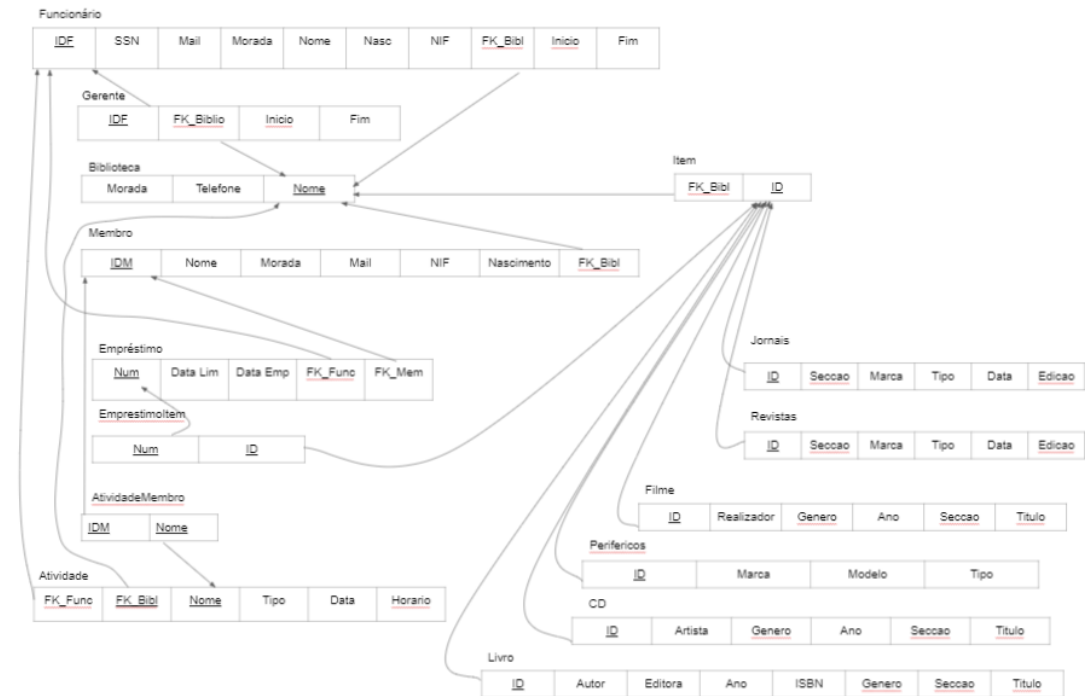 Funcionário
IDF SSN Mail Morada Nome Nasc NIF FK_Bibl Inicio Fim
Gerente
IDF FK_Biblio Inicio Fim
Biblioteca
Morada Telefone Nome
Item
FK_Bibl ID
Membro
IDM Nome Morada Mail NIF Nascimento FK_Bibl
Empréstimo
Num Data Lim Data Emp FK_Func FK_Mem
EmprestimoItem
Num ID
AtividadeMembro
IDM Nome
Atividade
FK_Func FK_Bibl Nome Tipo Data Horario
Jornais
ID Seccao Marca Tipo Data Edicao
Revistas
ID Seccao Marca Tipo Data Edicao
Filme
ID Realizador Genero Ano Seccao Titulo
Perifericos
ID Marca Modelo Tipo
CD
ID Artista Genero Ano Seccao Titulo
Livro
ID Autor Editora Ano ISBN Genero Seccao Titulo